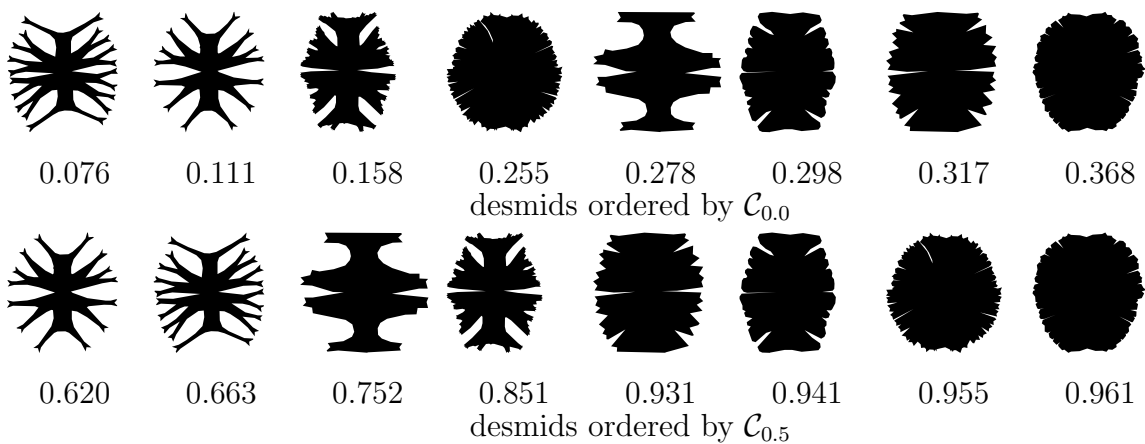 0.076 0.111 0.158 0.255 0.278 0.298 0.317 0.368
desmids ordered by 𝒞₀.₀
0.620 0.663 0.752 0.851 0.931 0.941 0.955 0.961
desmids ordered by 𝒞₀.₅